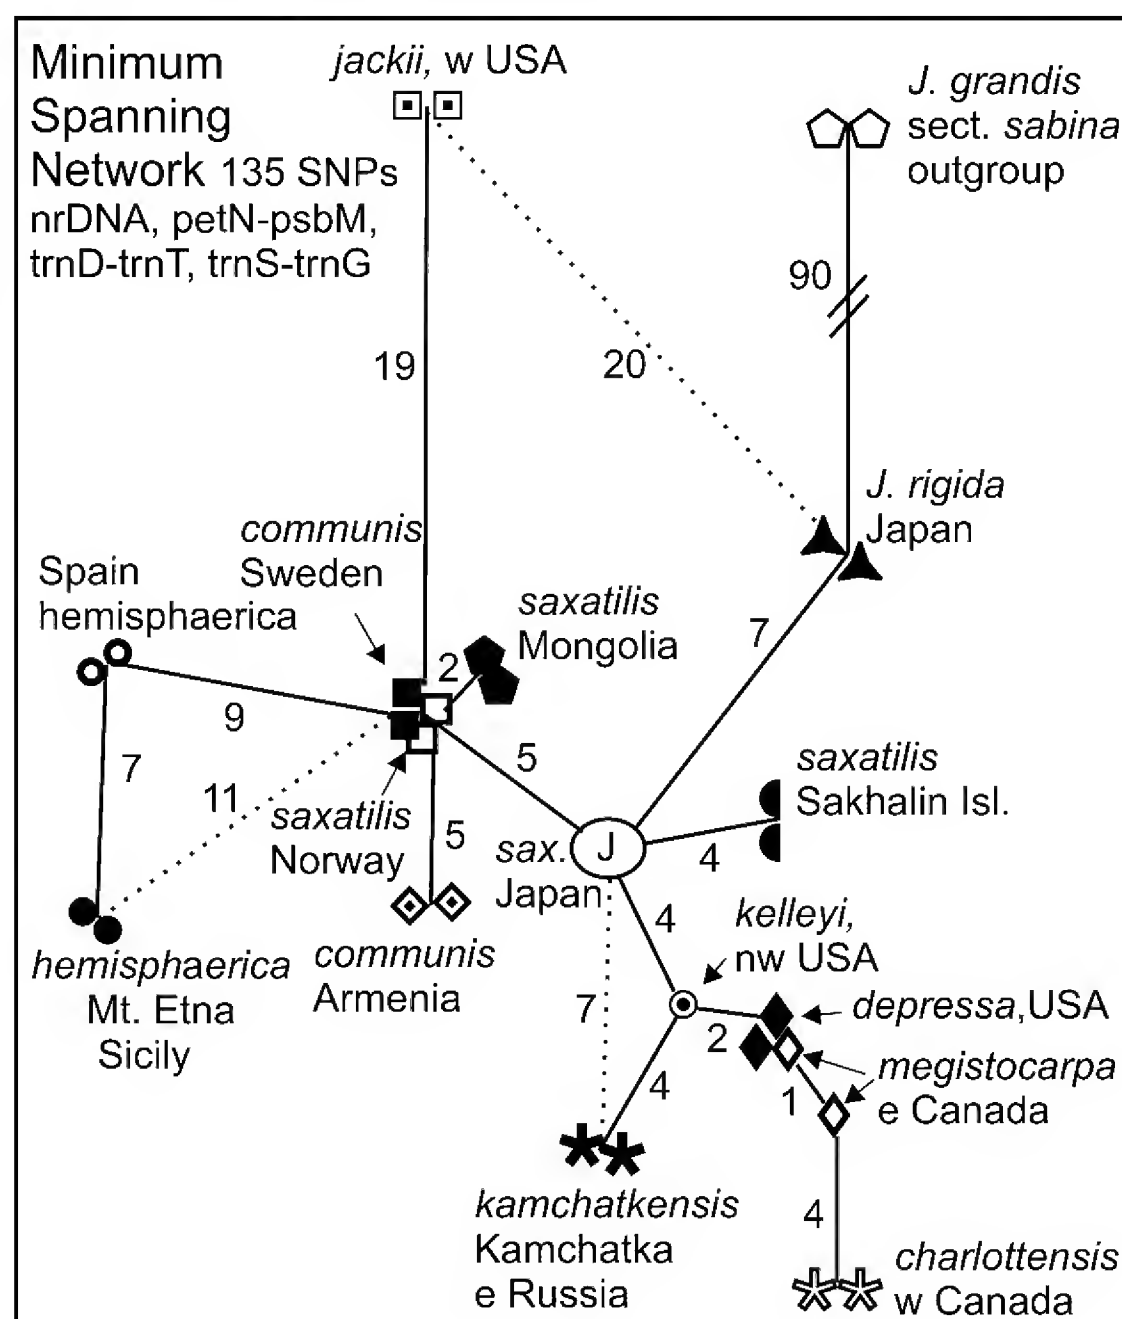 Minimum
Spanning
Network 135 SNPs
nrDNA, petN-psbM,
trnD-trnT, trnS-trnG
jackii, w USA
J. grandis
sect. sabina
outgroup
90
19
20
J. rigida
Japan
communis
Sweden
Spain
hemisphaerica
saxatilis
Mongolia
2
7
9
7
11
5
saxatilis
Sakhalin Isl.
saxatilis
Norway
5
sax.
Japan
J
4
4
kelleyi,
nw USA
hemisphaerica
Mt. Etna
Sicily
communis
Armenia
7
depressa,USA
2
megistocarpa
e Canada
4
1
kamchatkensis
Kamchatka
e Russia
4
charlottensis
w Canada